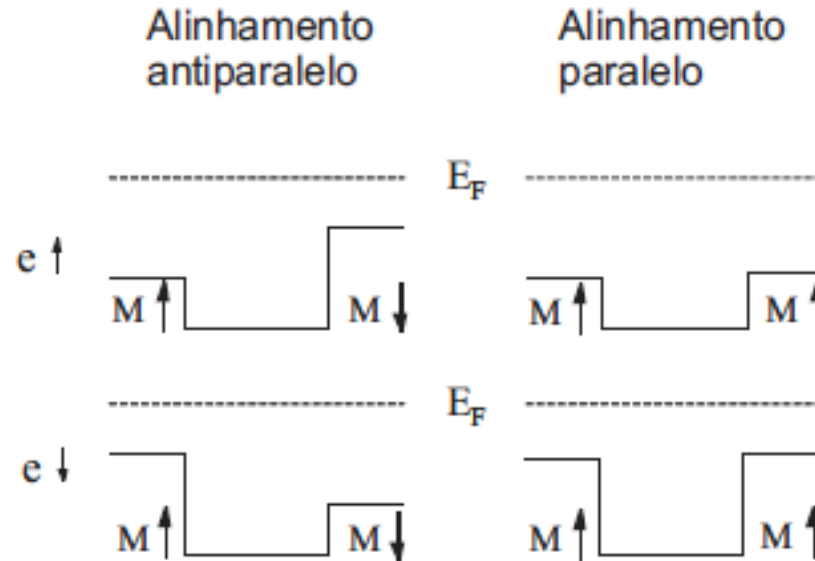 Alinhamento
antiparalelo
Alinhamento
paralelo
E_F
e ↑
M ↑ M ↓
M ↑ M ↑
E_F
e ↓
M ↑ M ↓
M ↑ M ↑